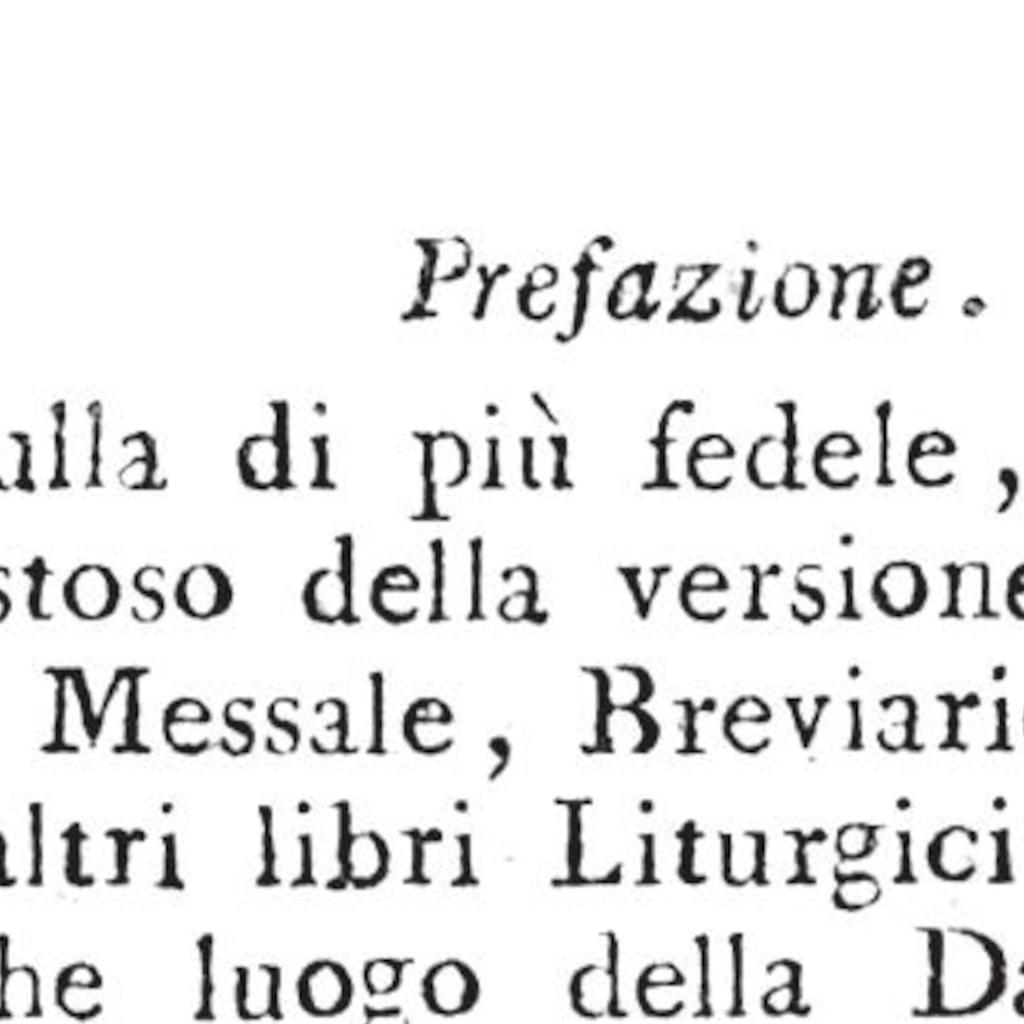 Prefazione.
ulla di più fedele,
stoso della versione
Messale, Breviari
altri libri Liturgici
he luogo della Da